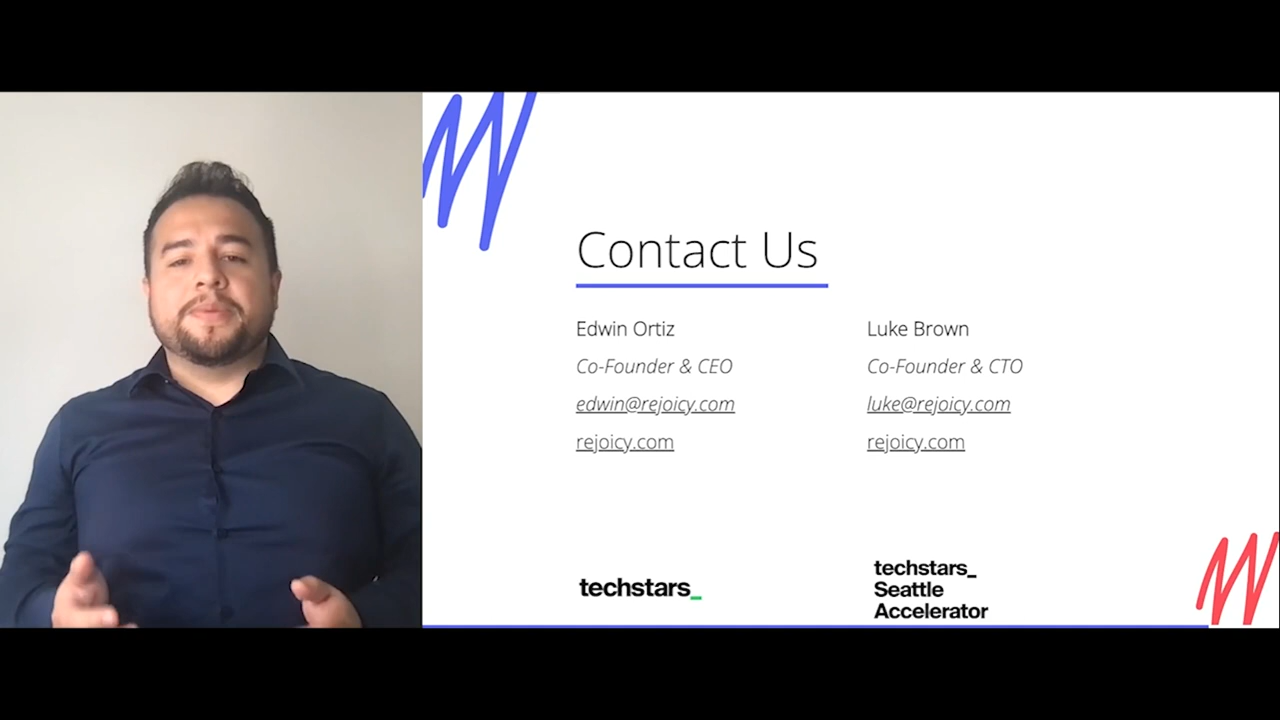 Contact Us
Edwin Ortiz
Co-Founder & CEO
edwin@rejoicy.com
rejoicy.com
Luke Brown
Co-Founder & CTO
luke@rejoicy.com
rejoicy.com
techstars_
techstars_
Seattle
Accelerator